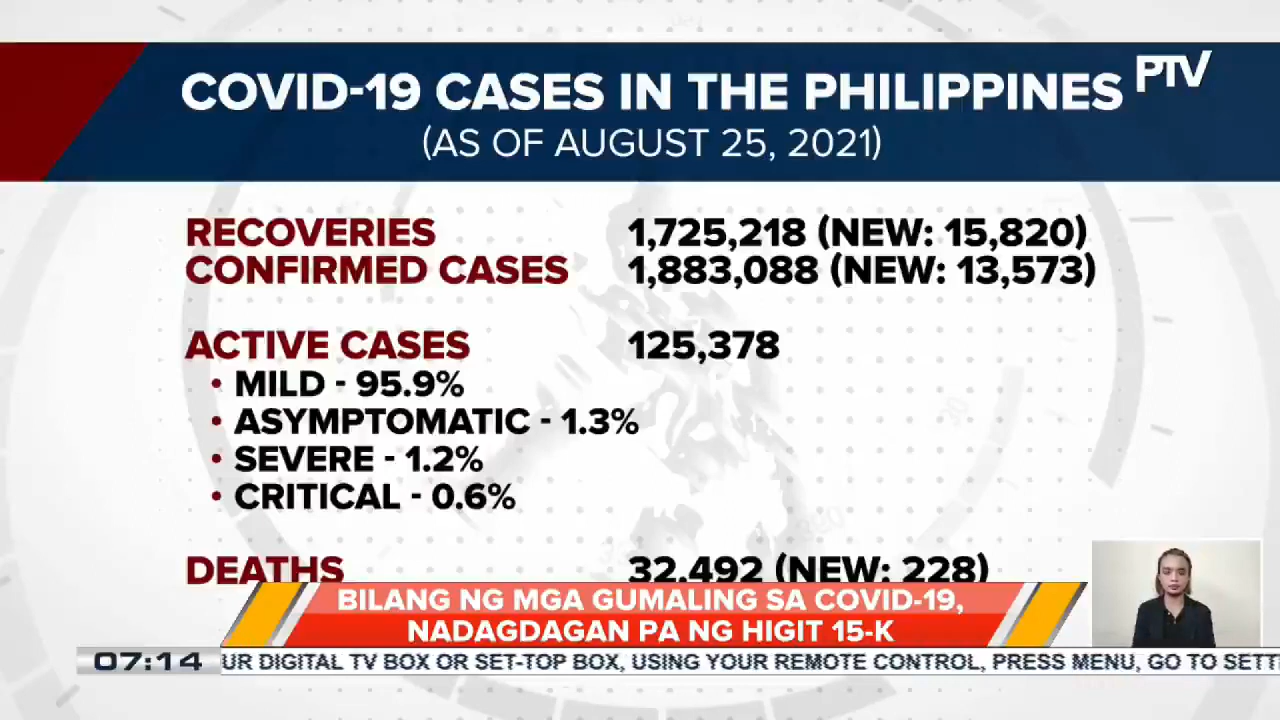 COVID-19 CASES IN THE PHILIPPINES
PTV
(AS OF AUGUST 25, 2021)
RECOVERIES 1,725,218 (NEW: 15,820)
CONFIRMED CASES 1,883,088 (NEW: 13,573)
ACTIVE CASES 125,378
• MILD - 95.9%
• ASYMPTOMATIC - 1.3%
• SEVERE - 1.2%
• CRITICAL - 0.6%
DEATHS 32,492 (NEW: 228)
BILANG NG MGA GUMALING SA COVID-19,
NADAGDAGAN PA NG HIGIT 15-K
07:14 UR DIGITAL TV BOX OR SET-TOP BOX, USING YOUR REMOTE CONTROL, PRESS MENU, GO TO SETT